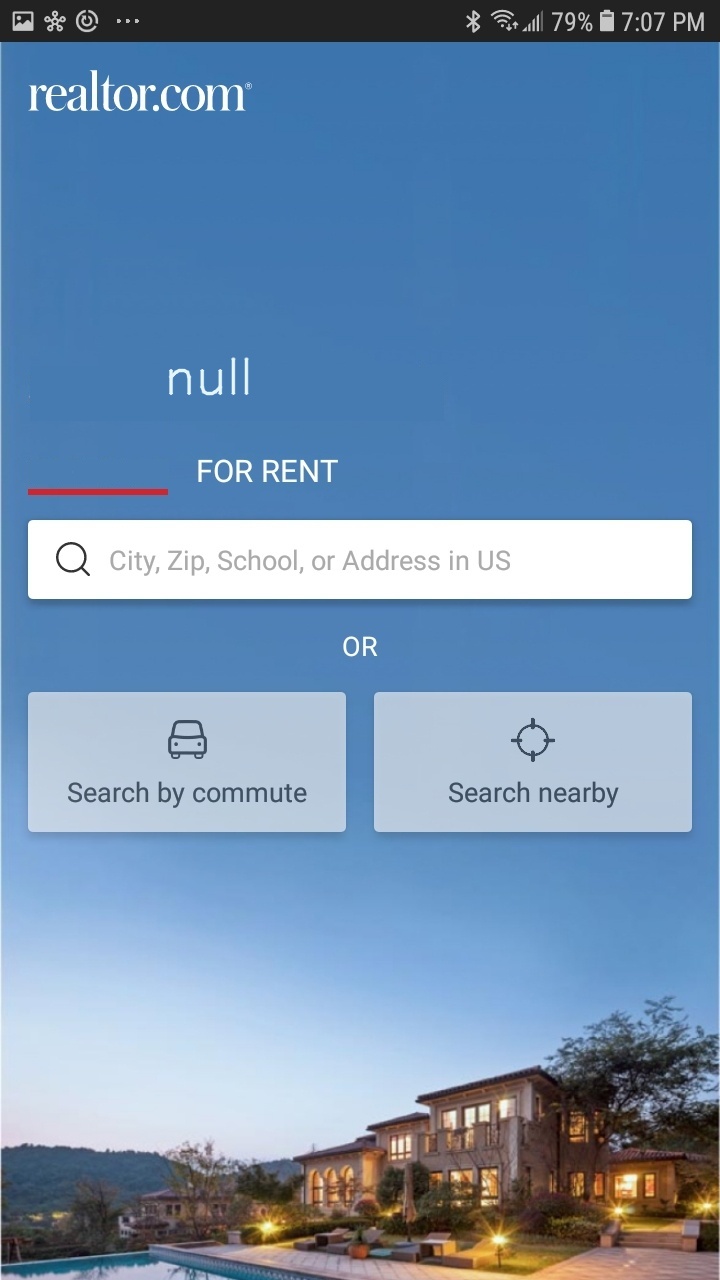 79% 7:07 PM
realtor.com®
null
FOR RENT
City, Zip, School, or Address in US
OR
Search by commute
Search nearby